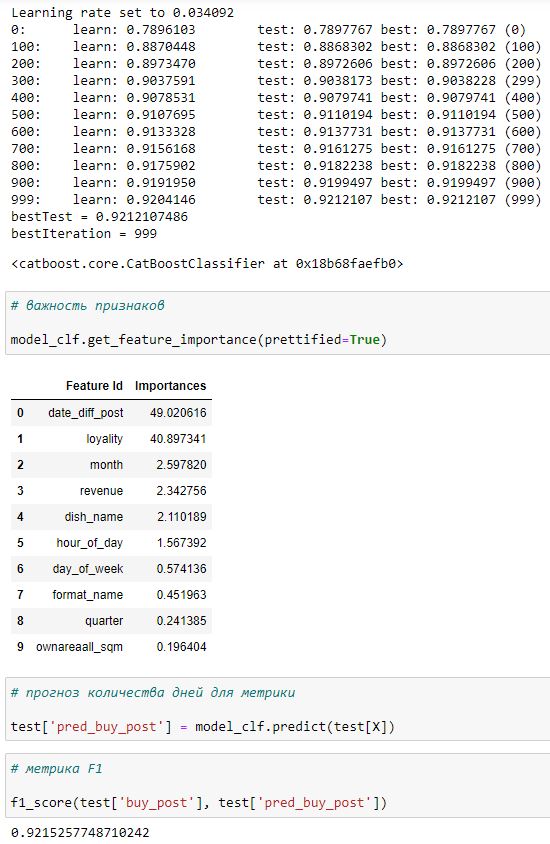 Learning rate set to 0.034092
0: learn: 0.7896103 test: 0.7897767 best: 0.7897767 (0)
100: learn: 0.8870448 test: 0.8868302 best: 0.8868302 (100)
200: learn: 0.8973470 test: 0.8972606 best: 0.8972606 (200)
300: learn: 0.9037591 test: 0.9038173 best: 0.9038228 (299)
400: learn: 0.9078531 test: 0.9079741 best: 0.9079741 (400)
500: learn: 0.9107695 test: 0.9110194 best: 0.9110194 (500)
600: learn: 0.9133328 test: 0.9137731 best: 0.9137731 (600)
700: learn: 0.9156168 test: 0.9161275 best: 0.9161275 (700)
800: learn: 0.9175902 test: 0.9182238 best: 0.9182238 (800)
900: learn: 0.9191950 test: 0.9199497 best: 0.9199497 (900)
999: learn: 0.9204146 test: 0.9212107 best: 0.9212107 (999)
bestTest = 0.9212107486
bestIteration = 999
<catboost.core.CatBoostClassifier at 0x18b68faefb0>
# важность признаков
model_clf.get_feature_importance(prettified=True)
Feature Id Importances
0 date_diff_post 49.020616
1 loyality 40.897341
2 month 2.597820
3 revenue 2.342756
4 dish_name 2.110189
5 hour_of_day 1.567392
6 day_of_week 0.574136
7 format_name 0.451963
8 quarter 0.241385
9 ownareaall_sqm 0.196404
# прогноз количества дней для метрики
test['pred_buy_post'] = model_clf.predict(test[X])
# метрика F1
f1_score(test['buy_post'], test['pred_buy_post'])
0.9215257748710242